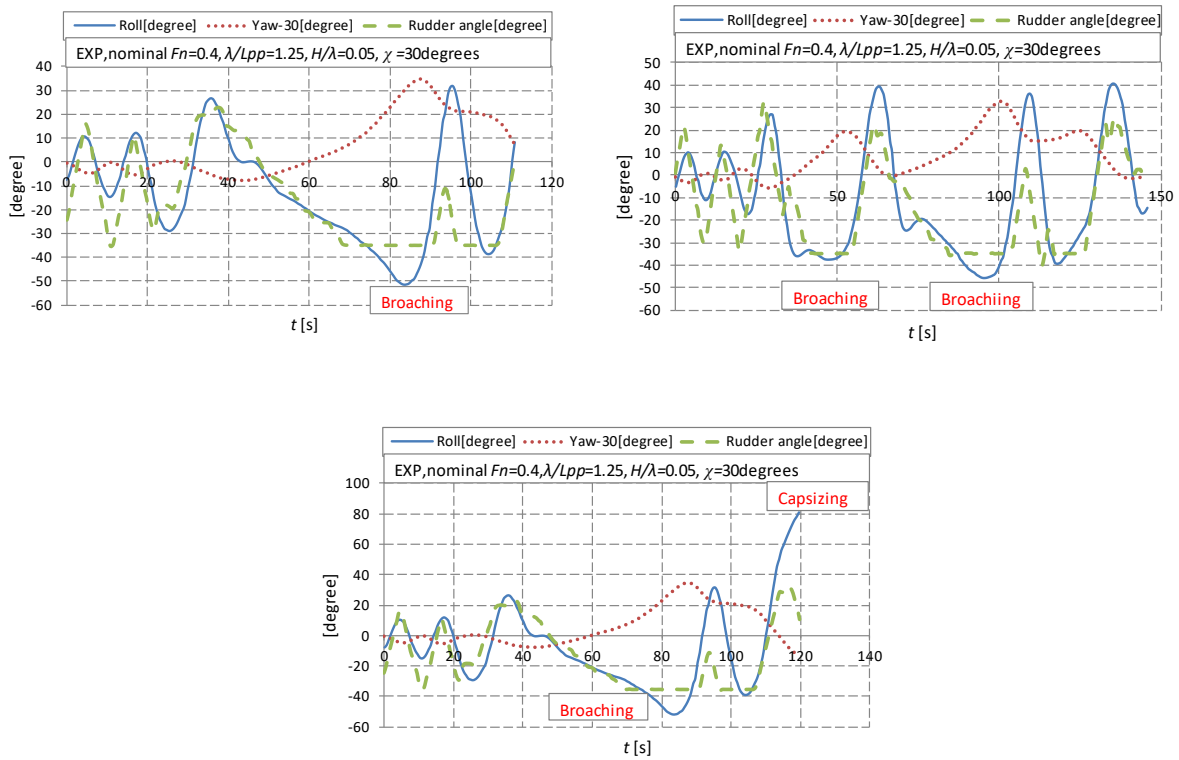 Roll[degree] Yaw-30[degree] Rudder angle[degree]
EXP,nominal Fn=0.4, λ/Lpp=1.25, H/λ=0.05, χ=30degrees
40
30
20
10
0
-10
-20
-30
-40
-50
-60
[degree]
0 20 40 60 80 100 120
Broaching
t [s]
Roll[degree] Yaw-30[degree] Rudder angle[degree]
EXP,nominal Fn=0.4, λ/Lpp=1.25, H/λ=0.05, χ=30degrees
50
40
30
20
10
0
-10
-20
-30
-40
-50
-60
[degree]
0 50 100 150
Broaching Broachiing
t [s]
Roll[degree] Yaw-30[degree] Rudder angle[degree]
EXP,nominal Fn=0.4,λ/Lpp=1.25, H/λ=0.05, χ=30degrees
100
80
60
40
20
0
-20
-40
-60
[degree]
Capsizing
0 20 40 60 80 100 120 140
Broaching
t [s]